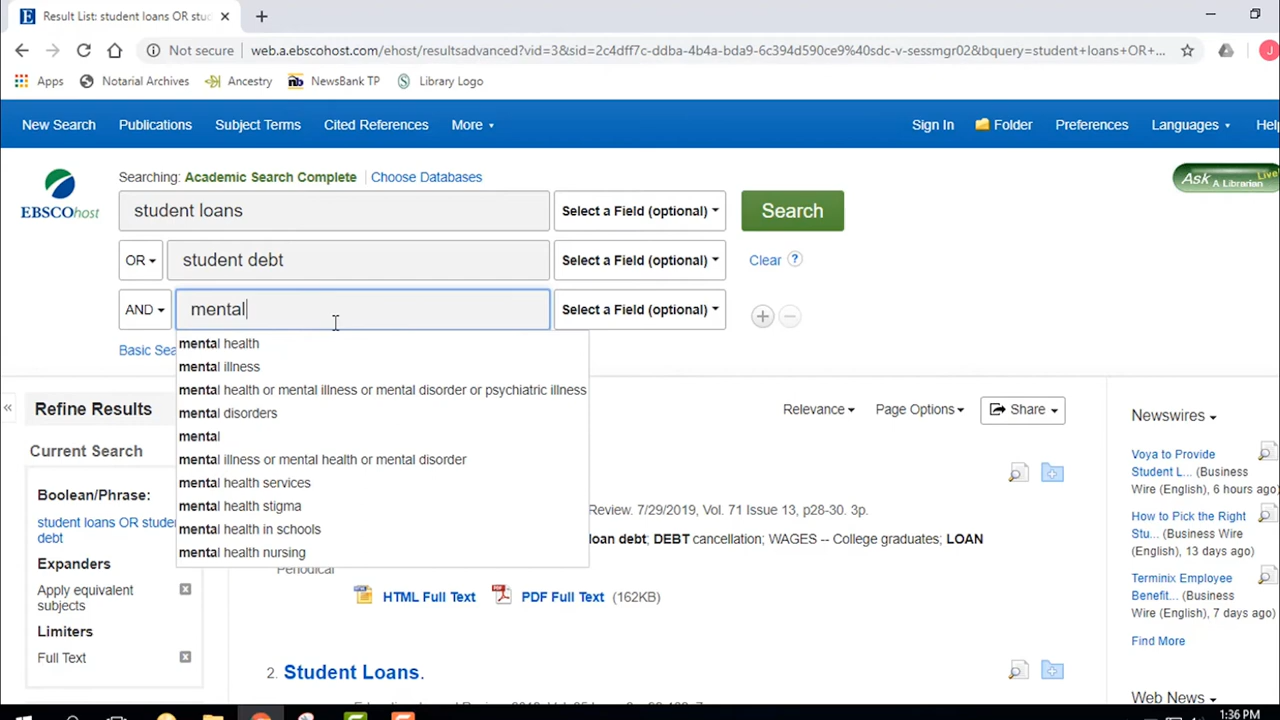 Result List: student loans OR stud
Not secure web.a.ebscohost.com/ehost/resultsadvanced?vid=3&sid=2c4dff7c-ddba-4b4a-bda9-6c394d590ce9%40sdc-v-sessmgr02&bquery=student+loans+OR+... J
Apps Notarial Archives Ancestry nb NewsBank TP Library Logo
New Search Publications Subject Terms Cited References More Sign In Folder Preferences Languages Help
Searching: Academic Search Complete Choose Databases
Ask A Librarian Live!
EBSCOhost
student loans Select a Field (optional) Search
OR student debt Select a Field (optional) Clear ?
AND mental Select a Field (optional)
Basic Sea
mental health
mental illness
mental health or mental illness or mental disorder or psychiatric illness
mental disorders
mental
mental illness or mental health or mental disorder
mental health services
mental health stigma
mental health in schools
mental health nursing
« Refine Results
Current Search
Boolean/Phrase:
student loans OR stude
debt
Expanders
Apply equivalent
subjects
Limiters
Full Text
Relevance Page Options Share
Review. 7/29/2019, Vol. 71 Issue 13, p28-30. 3p.
loan debt; DEBT cancellation; WAGES -- College graduates; LOAN
Periodical
HTML Full Text PDF Full Text (162KB)
2. Student Loans.
Newswires
Voya to Provide
Student L... (Business
Wire (English), 6 hours ago)
How to Pick the Right
Stu... (Business Wire
(English), 13 days ago)
Terminix Employee
Benefit... (Business
Wire (English), 7 days ago)
Find More
Web News
1:36 PM